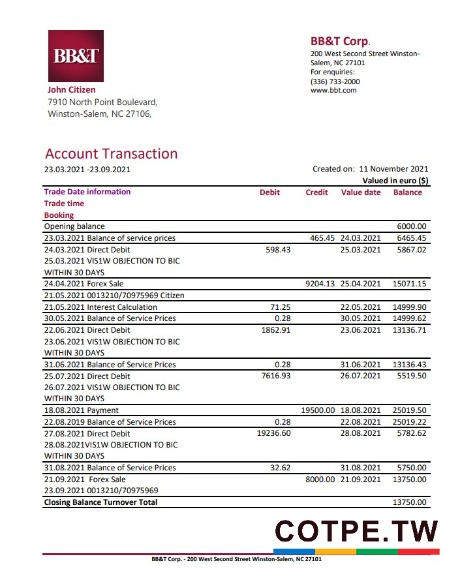 BB&T
BB&T Corp.
200 West Second Street Winston-
Salem, NC 27101
For enquiries:
(336) 733-2000
www.bbt.com
John Citizen
7910 North Point Boulevard,
Winston-Salem, NC 27106,
Account Transaction
23.03.2021 -23.09.2021 Created on: 11 November 2021
Valued in euro ($)
Trade Date information Debit Credit Value date Balance
Trade time
Booking
Opening balance 6000.00
23.03.2021 Balance of service prices 465.45 24.03.2021 6465.45
24.03.2021 Direct Debit 598.43 25.03.2021 5867.02
25.03.2021 VIS1W OBJECTION TO BIC
WITHIN 30 DAYS
24.04.2021 Forex Sale 9204.13 25.04.2021 15071.15
21.05.2021 0013210/70975969 Citizen
21.05.2021 Interest Calculation 71.25 22.05.2021 14999.90
30.05.2021 Balance of Service Prices 0.28 30.05.2021 14999.62
22.06.2021 Direct Debit 1862.91 23.06.2021 13136.71
23.06.2021 VIS1W OBJECTION TO BIC
WITHIN 30 DAYS
31.06.2021 Balance of Service Prices 0.28 31.06.2021 13136.43
25.07.2021 Direct Debit 7616.93 26.07.2021 5519.50
26.07.2021 VIS1W OBJECTION TO BIC
WITHIN 30 DAYS
18.08.2021 Payment 19500.00 18.08.2021 25019.50
22.08.2019 Balance of Service Prices 0.28 22.08.2021 25019.22
27.08.2021 Direct Debit 19236.60 28.08.2021 5782.62
28.08.2021VIS1W OBJECTION TO BIC
WITHIN 30 DAYS
31.08.2021 Balance of Service Prices 32.62 31.08.2021 5750.00
21.09.2021 Forex Sale 8000.00 21.09.2021 13750.00
23.09.2021 0013210/70975969
Closing Balance Turnover Total 13750.00
COTPE.TW
BB&T Corp. - 200 West Second Street Winston-Salem, NC 27101